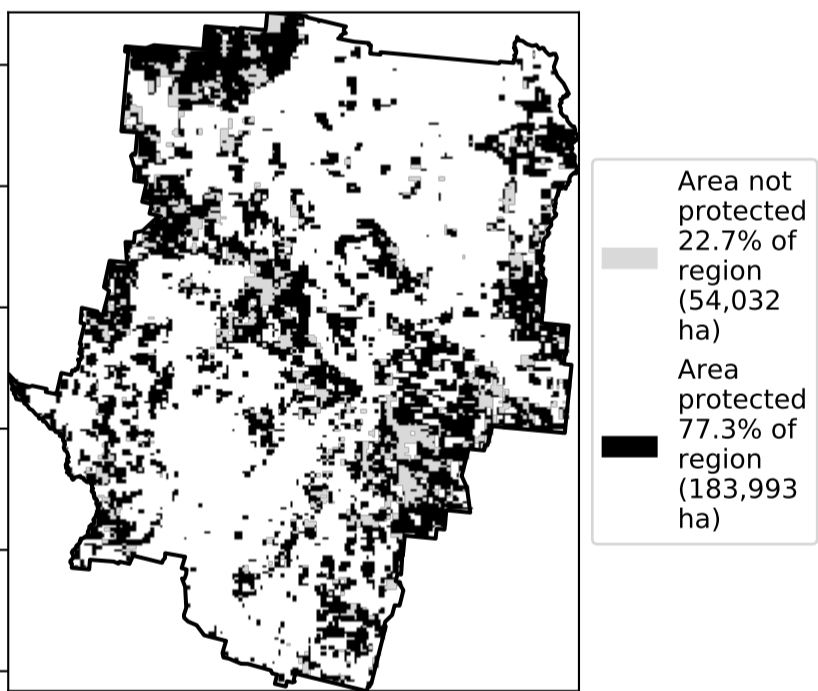 Area not
protected
22.7% of
region
(54,032
ha)
Area
protected
77.3% of
region
(183,993
ha)